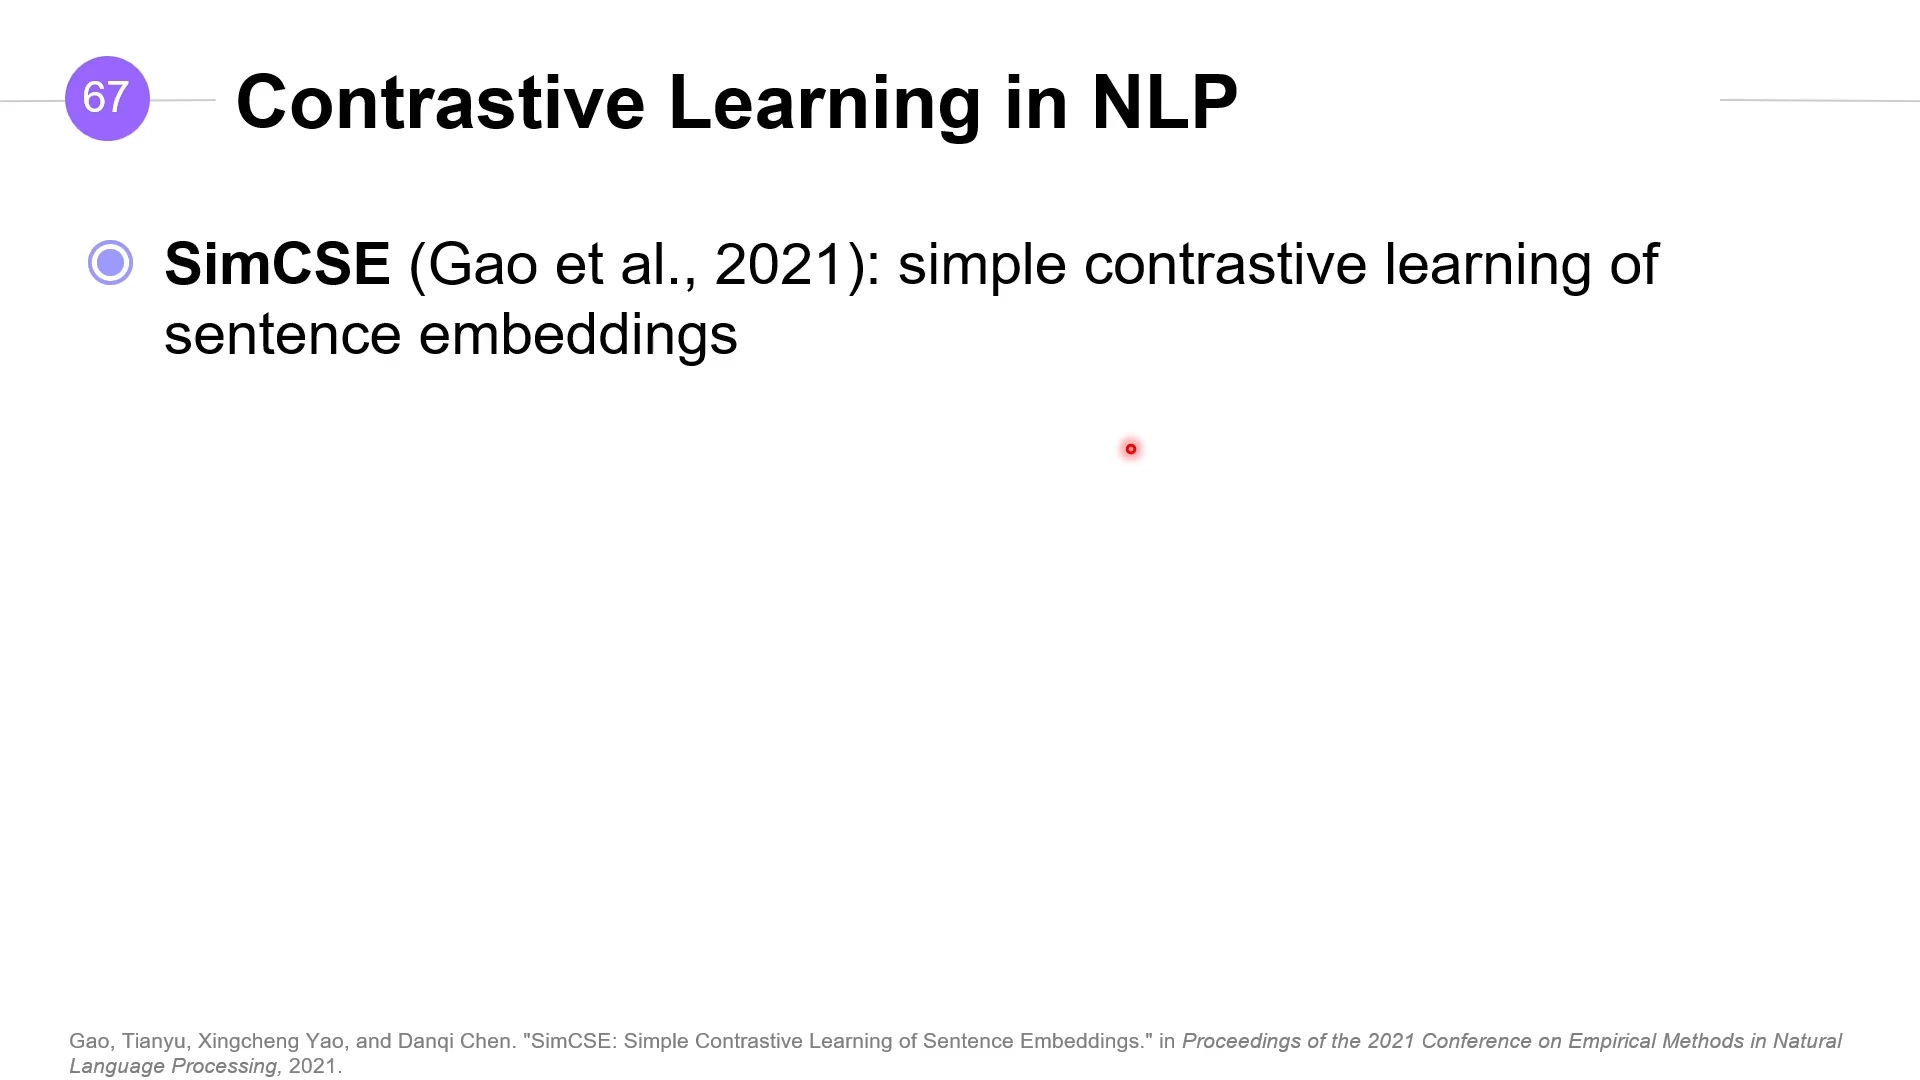 67
Contrastive Learning in NLP
SimCSE (Gao et al., 2021): simple contrastive learning of
sentence embeddings
Gao, Tianyu, Xingcheng Yao, and Danqi Chen. "SimCSE: Simple Contrastive Learning of Sentence Embeddings." in Proceedings of the 2021 Conference on Empirical Methods in Natural
Language Processing, 2021.